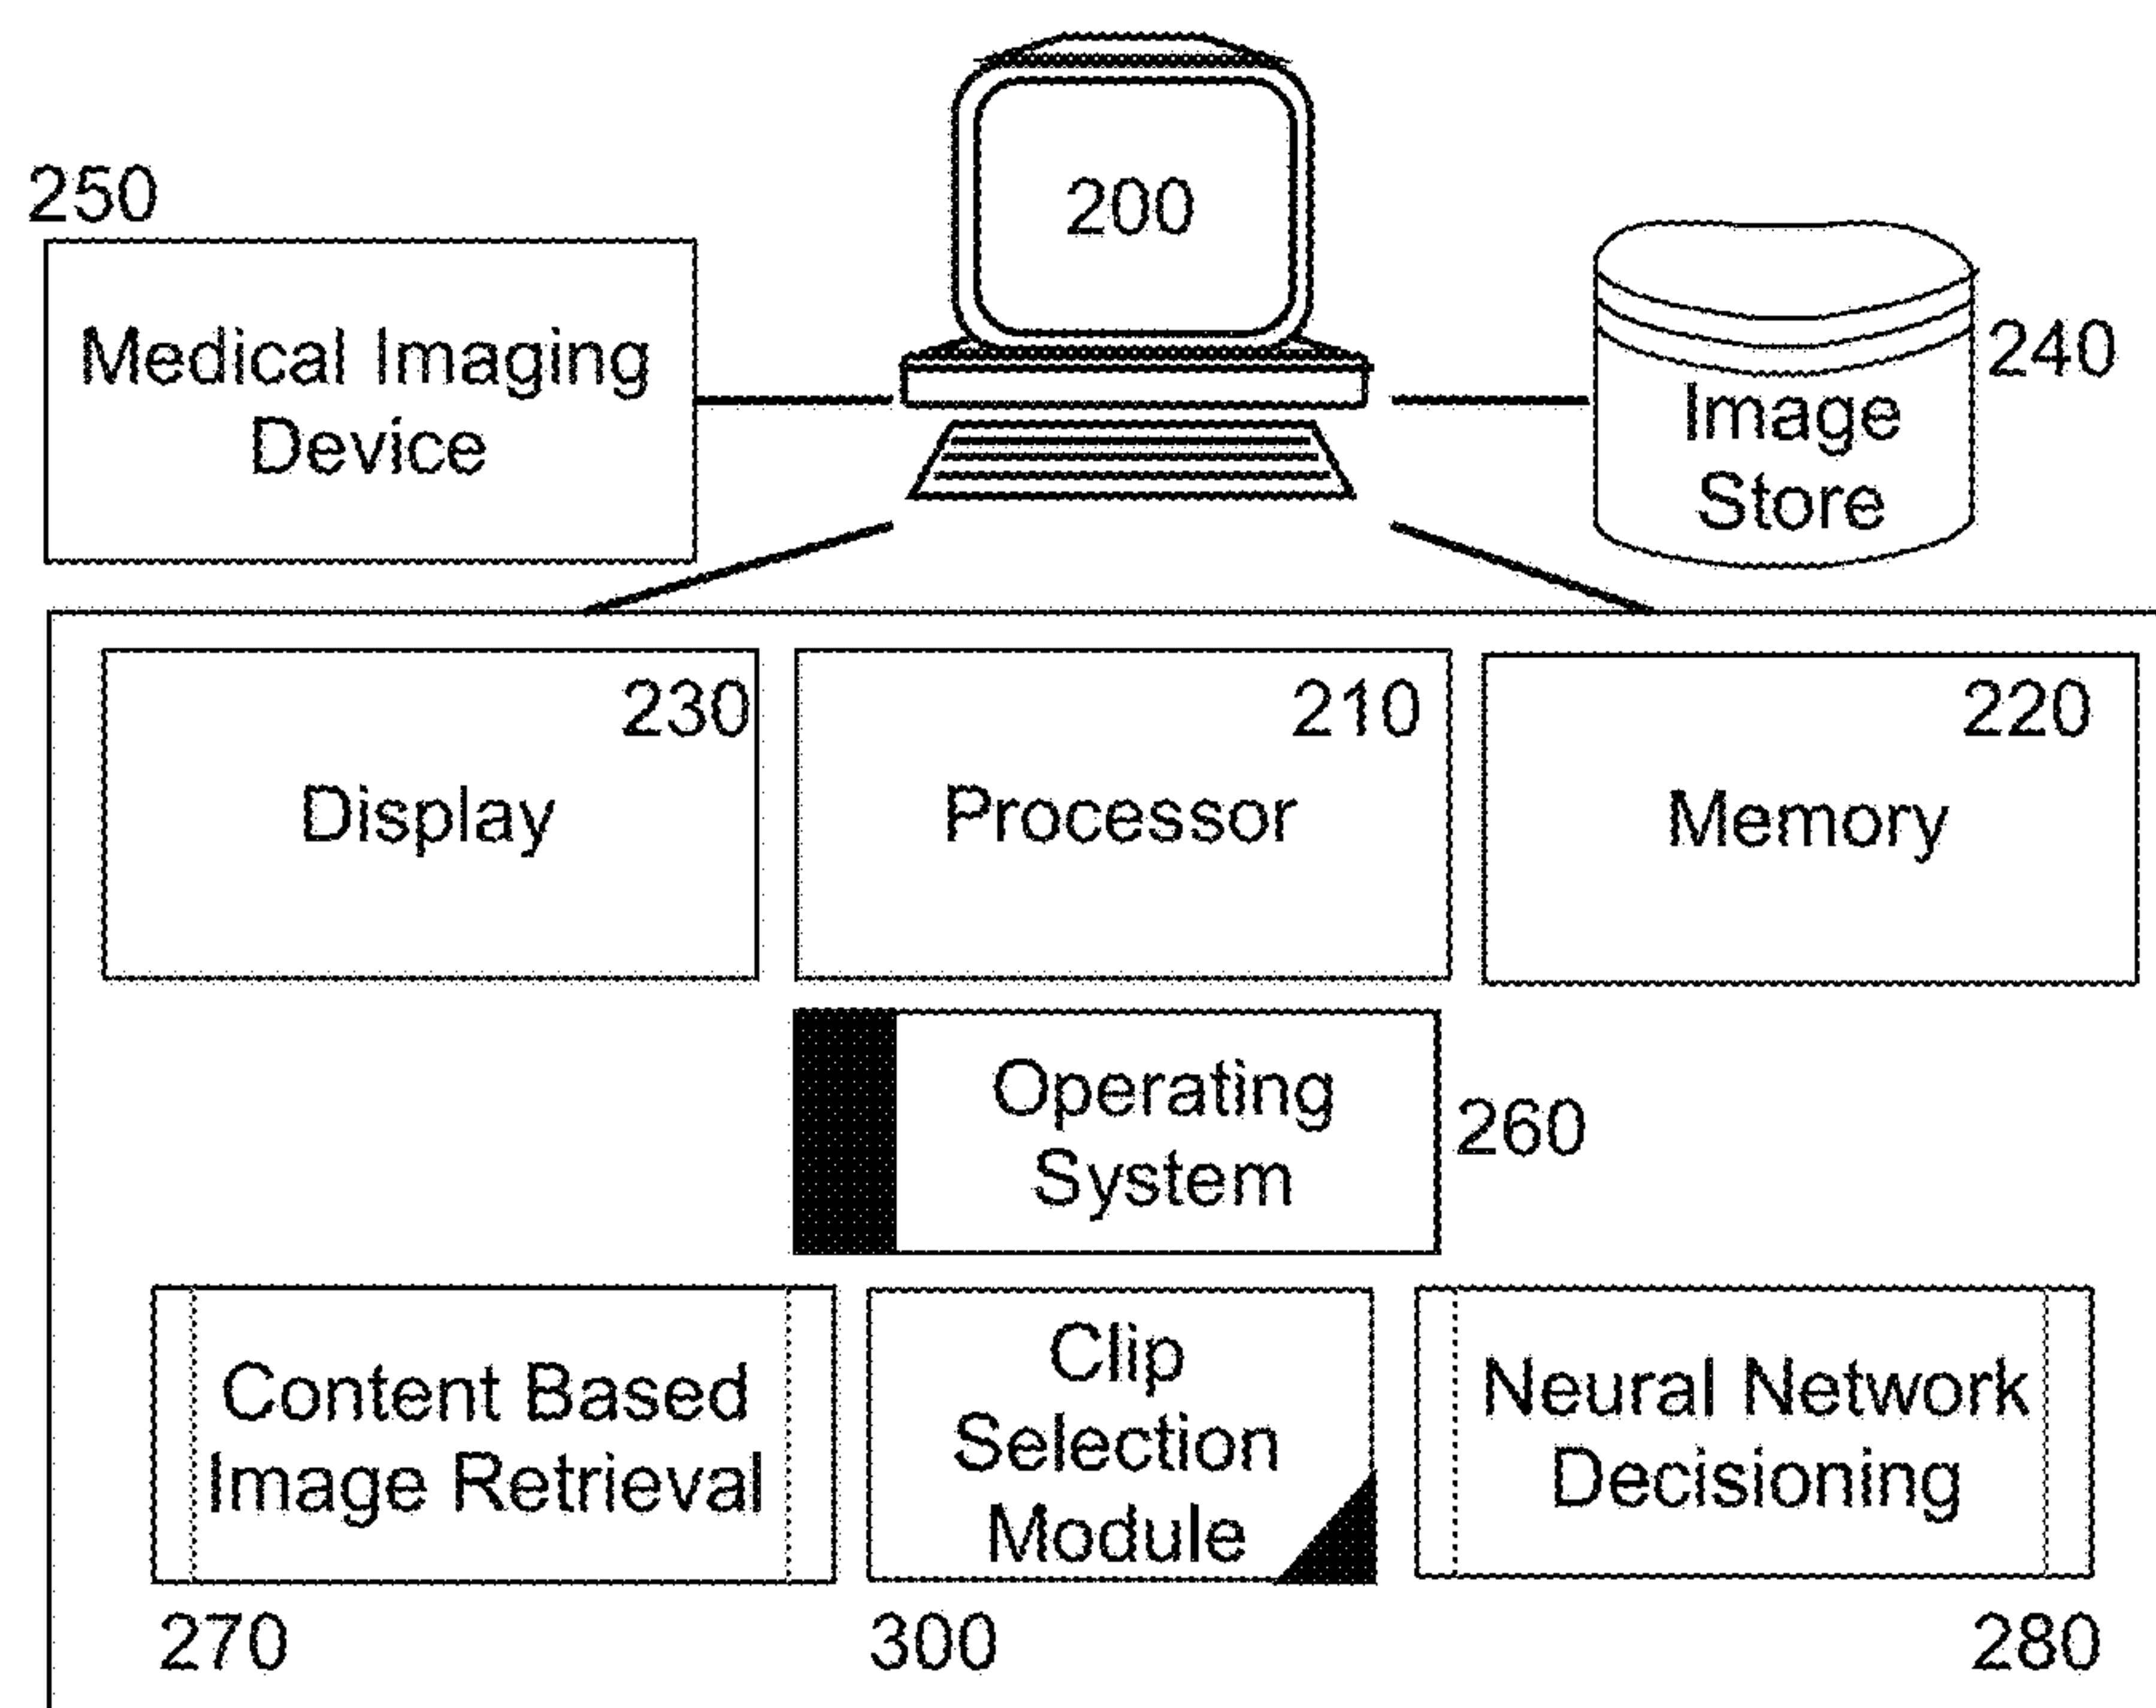 200
250
Medical Imaging
Device
240
Image
Store
230
Display
210
Processor
220
Memory
Operating
System
260
Content Based
Image Retrieval
270
Clip
Selection
Module
300
Neural Network
Decisioning
280